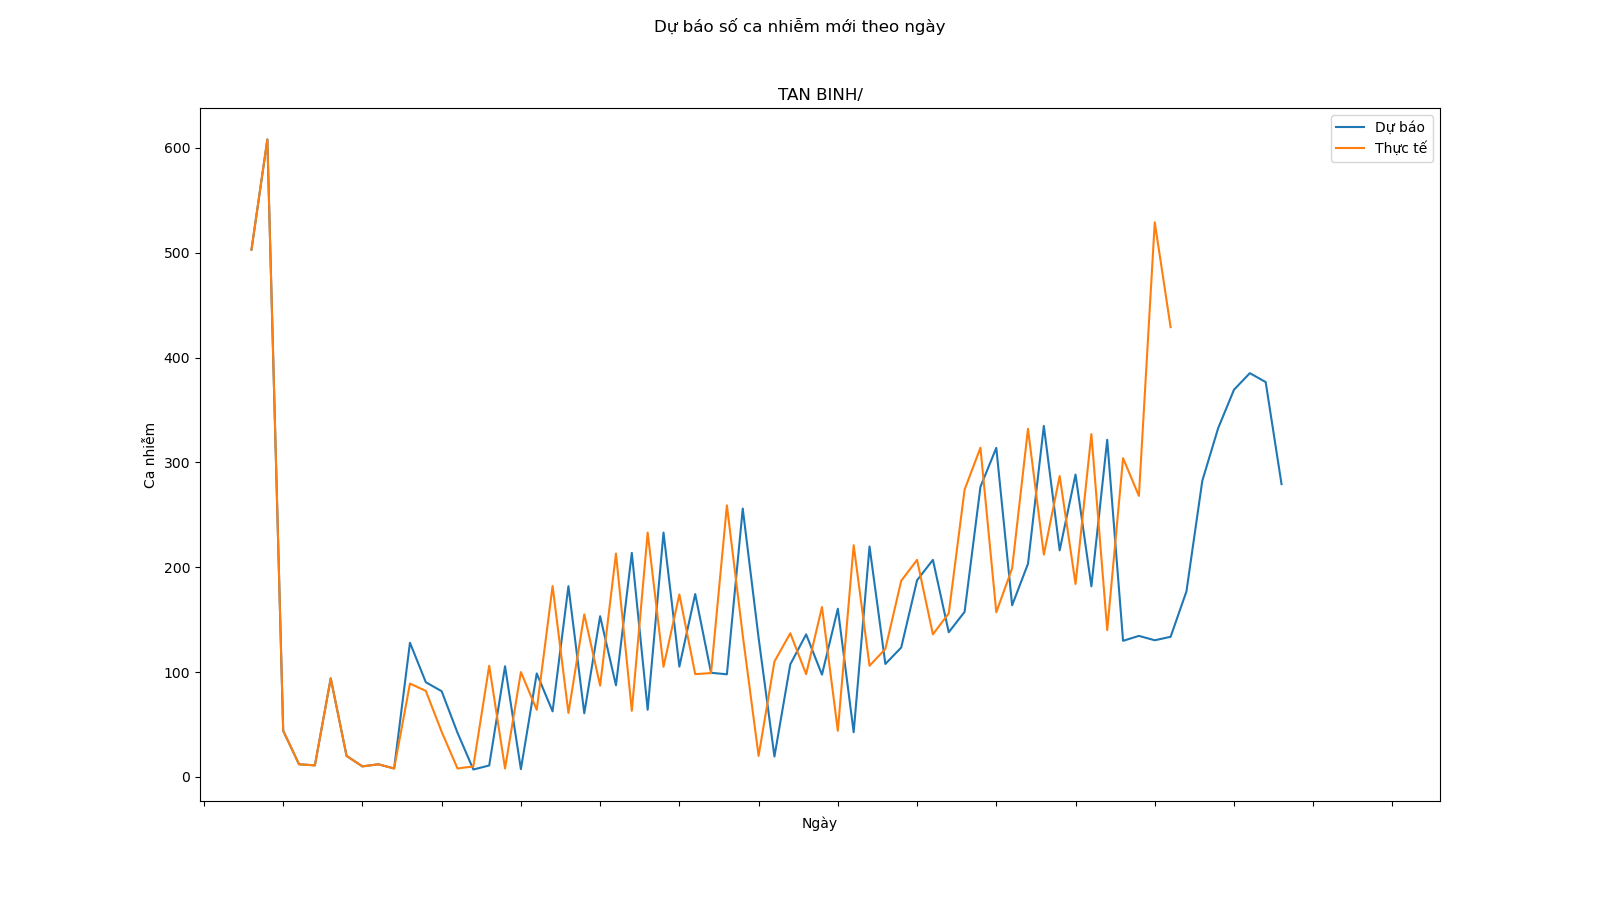 Dự báo số ca nhiễm mới theo ngày
TAN BINH/
Dự báo
Thực tế
600
500
400
300
200
100
0
Ca nhiễm
Ngày